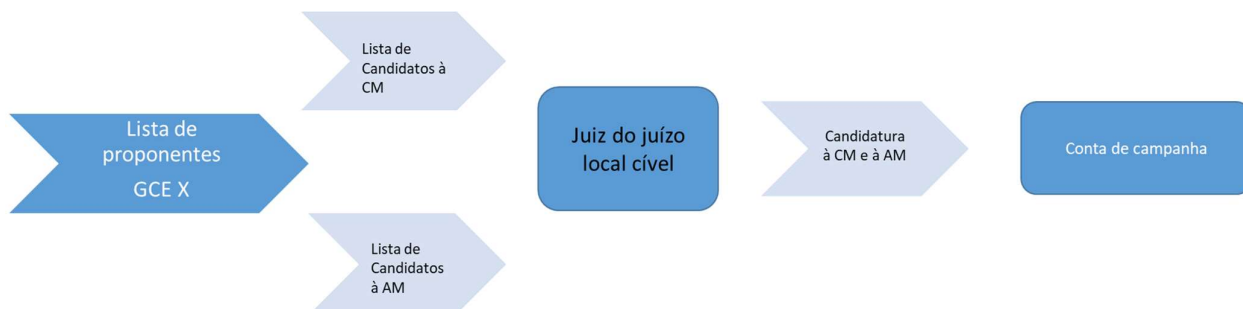 Lista de
proponentes
GCE X
Lista de
Candidatos à
CM
Lista de
Candidatos
à AM
Juiz do juízo
local cível
Candidatura
à CM e à AM
Conta de campanha